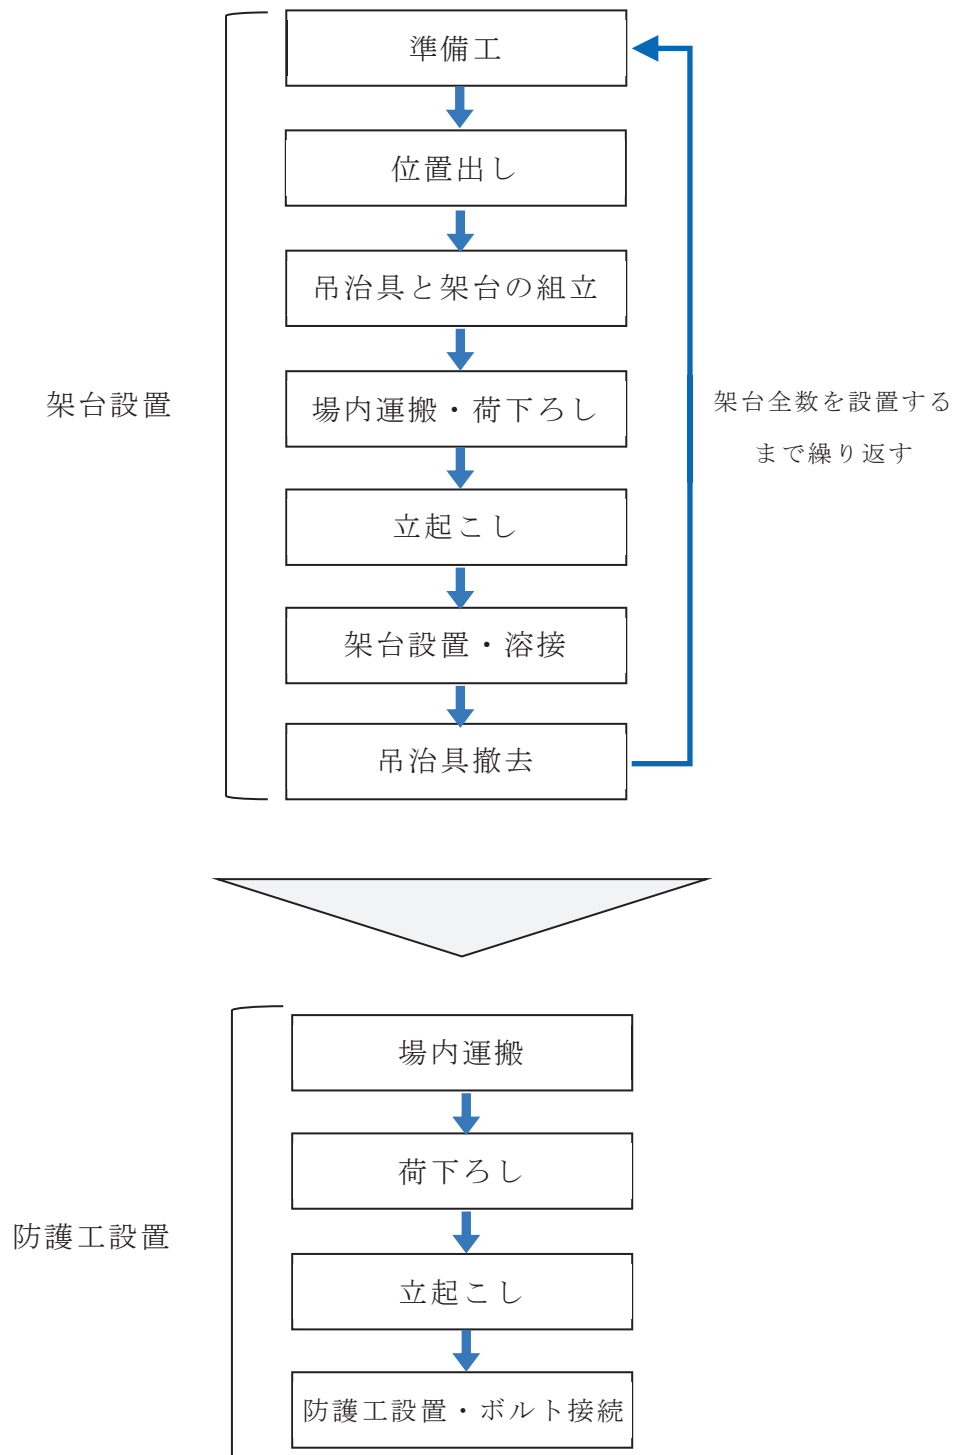 準備工
位置出し
吊治具と架台の組立
場内運搬・荷下ろし
架台設置
架台全数を設置する
まで繰り返す
立起こし
架台設置・溶接
吊治具撤去
場内運搬
荷下ろし
防護工設置
立起こし
防護工設置・ボルト接続